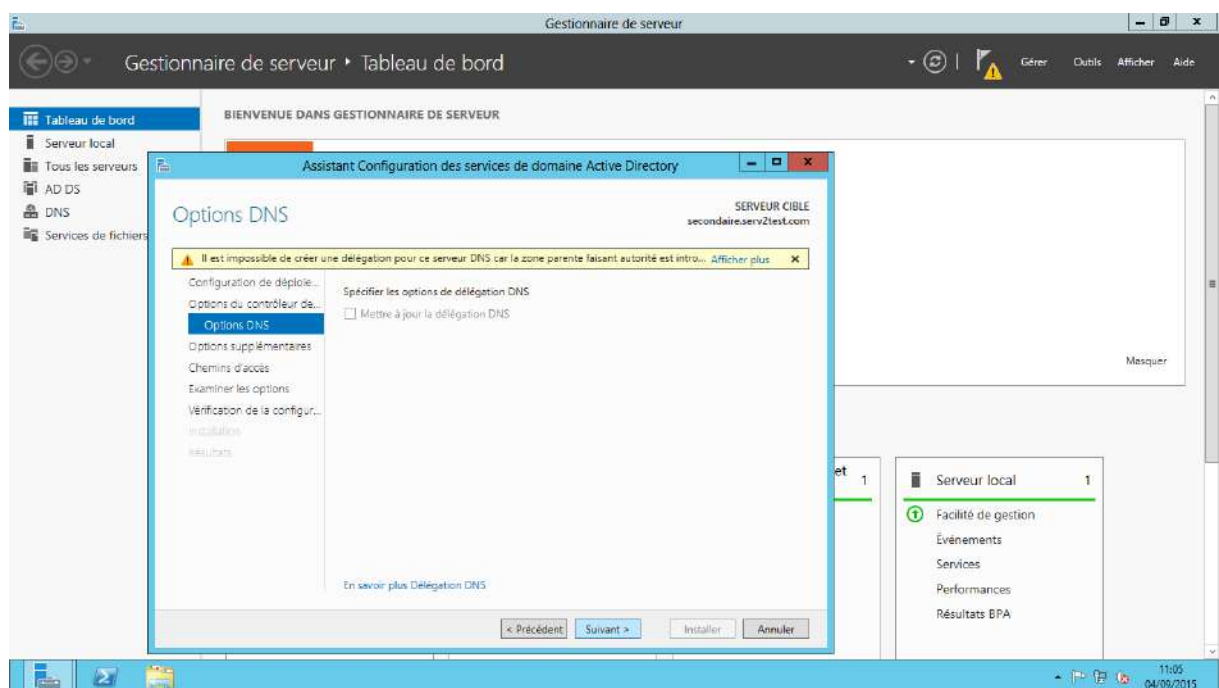 Gestionnaire de serveur
Gestionnaire de serveur • Tableau de bord
Gérer Outils Afficher Aide
Tableau de bord
Serveur local
Tous les serveurs
AD DS
DNS
Services de fichiers
BIENVENUE DANS GESTIONNAIRE DE SERVEUR
Assistant Configuration des services de domaine Active Directory
Options DNS
SERVEUR CIBLE
secondaire.serv2test.com
Il est impossible de créer une délégation pour ce serveur DNS car la zone parente faisant autorité est intro... Afficher plus
Configuration de déploie...
Options du contrôleur de...
Options DNS
Options supplémentaires
Chemins d'accès
Examiner les options
Vérification de la configur...
Installation
Résultats
Spécifier les options de délégation DNS
Mettre à jour la délégation DNS
En savoir plus Délégation DNS
< Précédent Suivant > Installer Annuler
Masquer
et 1
Serveur local 1
Facilité de gestion
Événements
Services
Performances
Résultats BPA
11:05
04/09/2015